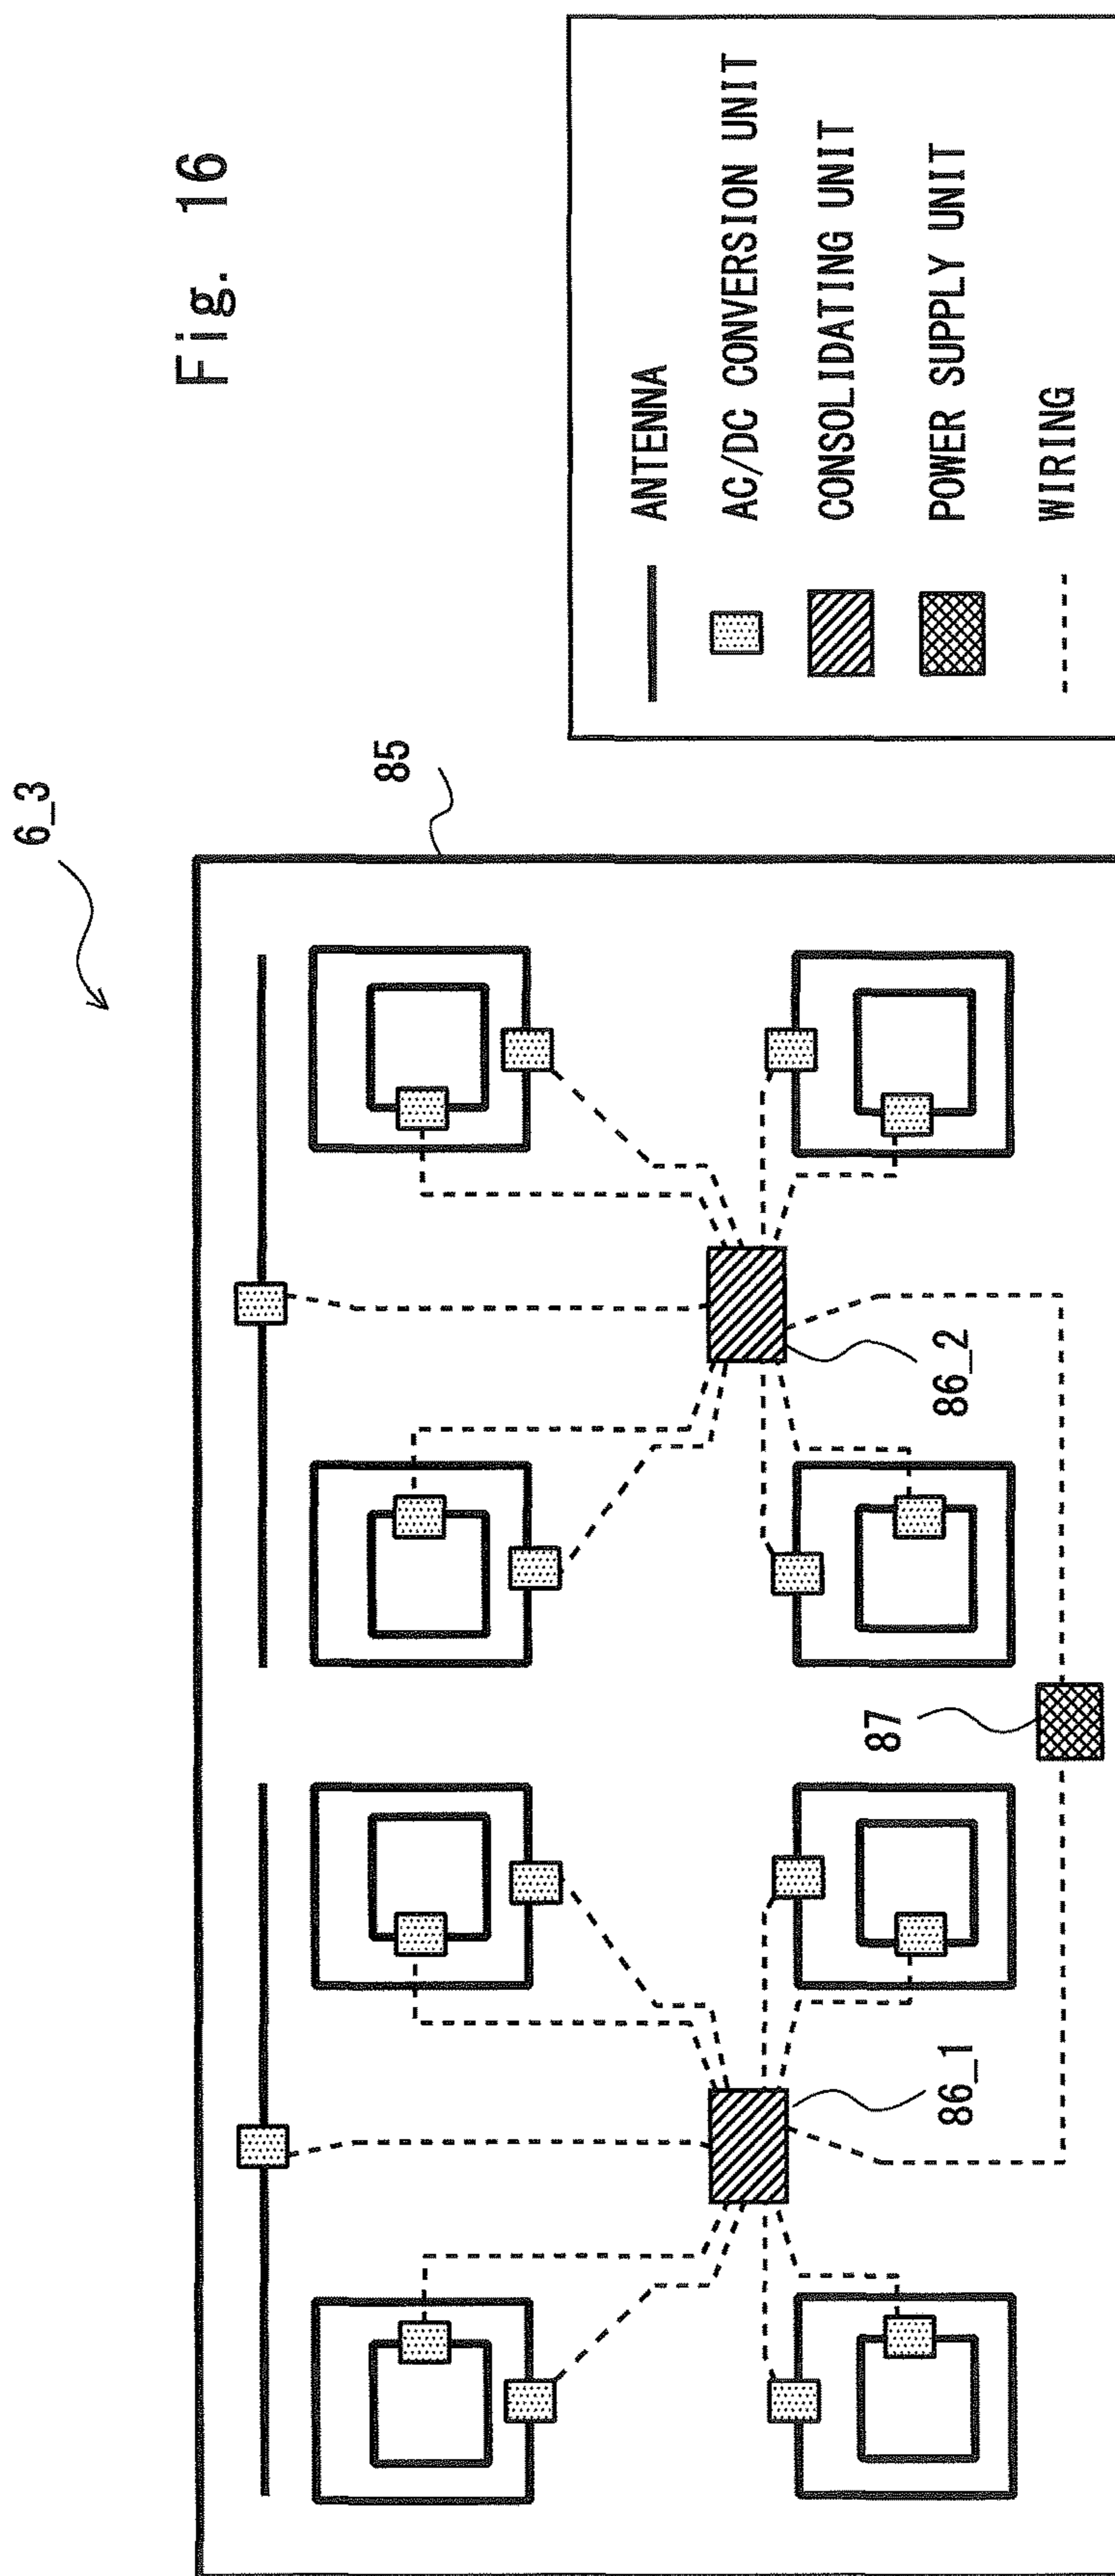 Fig. 16
6_3
85
86_1
86_2
87
ANTENNA
AC/DC CONVERSION UNIT
CONSOLIDATING UNIT
POWER SUPPLY UNIT
WIRING